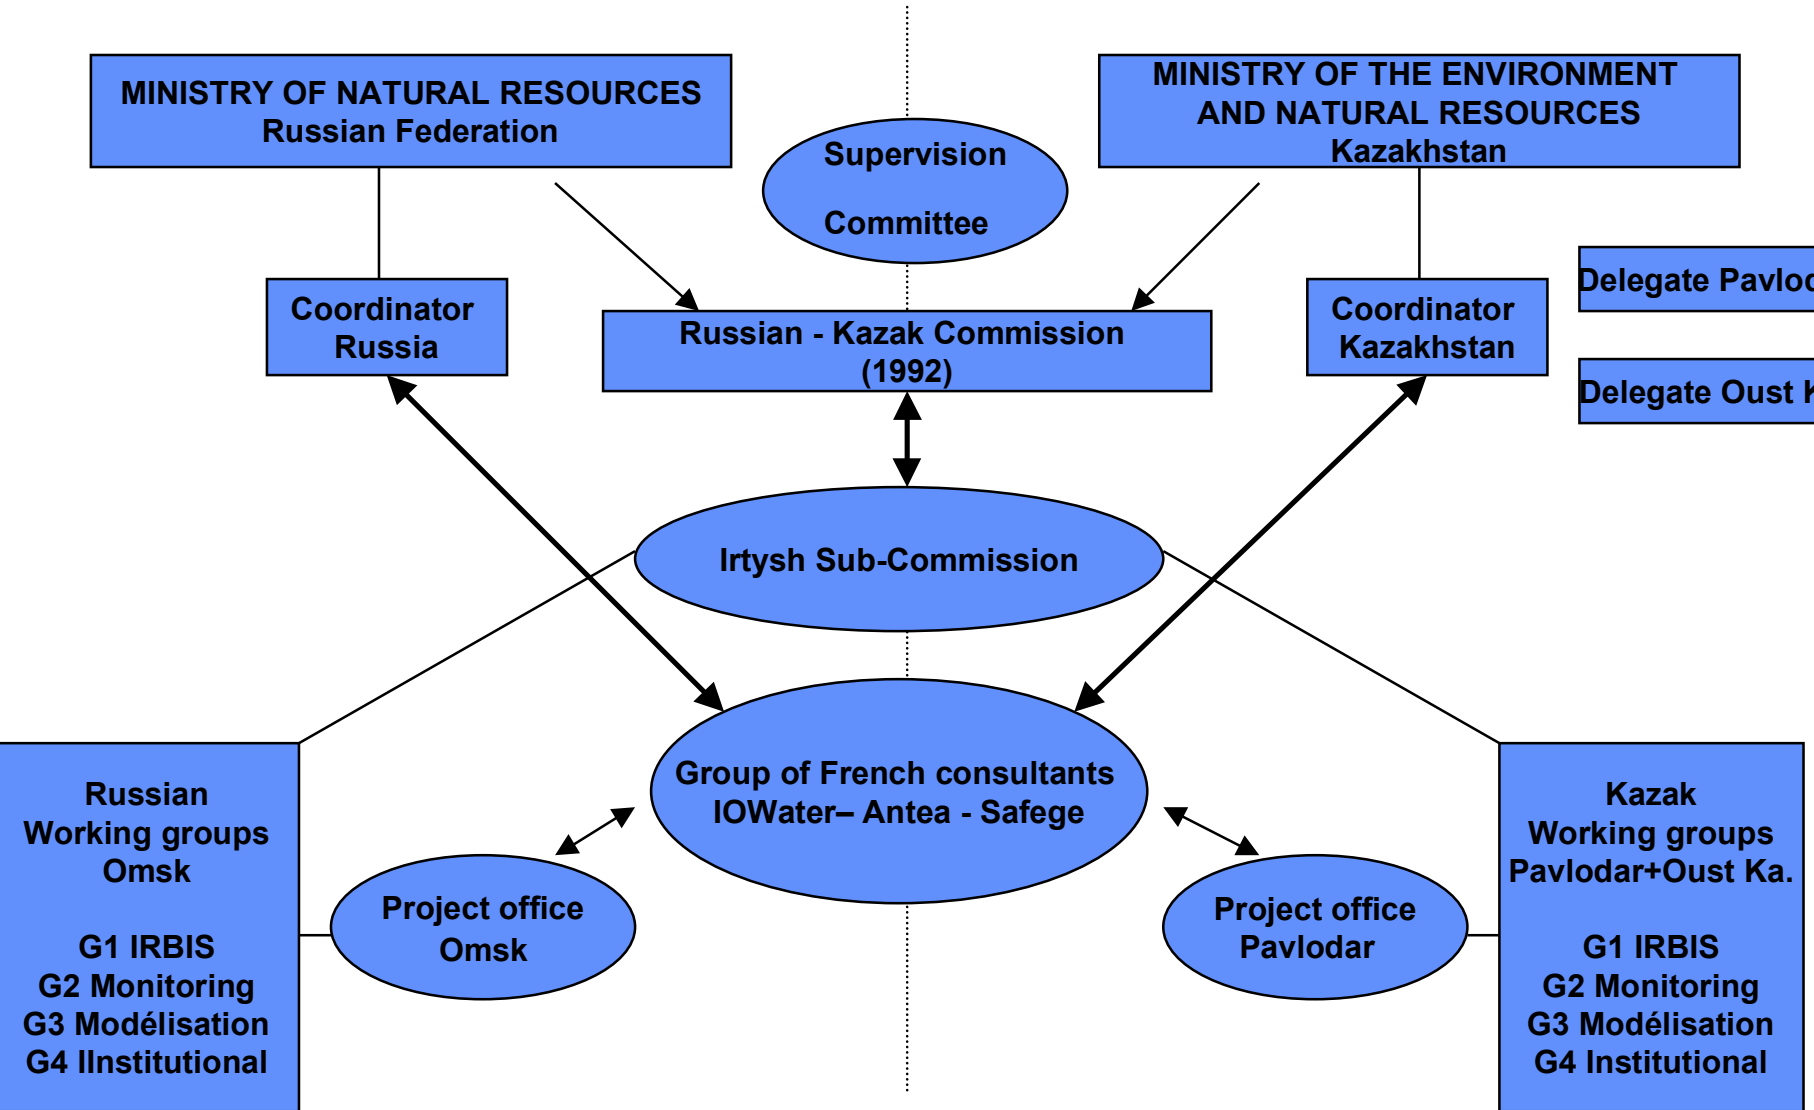 MINISTRY OF NATURAL RESOURCES
Russian Federation
MINISTRY OF THE ENVIRONMENT
AND NATURAL RESOURCES
Kazakhstan
Supervision
Committee
Coordinator
Russia
Russian - Kazak Commission
(1992)
Coordinator
Kazakhstan
Delegate
Delegate Oust
Irtysh Sub-Commission
Group of French consultants
IOWater– Antea - Safege
Russian
Working groups
Omsk
G1 IRBIS
G2 Monitoring
G3 Modélisation
G4 IInstitutional
Project office
Omsk
Project office
Pavlodar
Kazak
Working groups
Pavlodar+Oust Ka.
G1 IRBIS
G2 Monitoring
G3 Modélisation
G4 Institutional